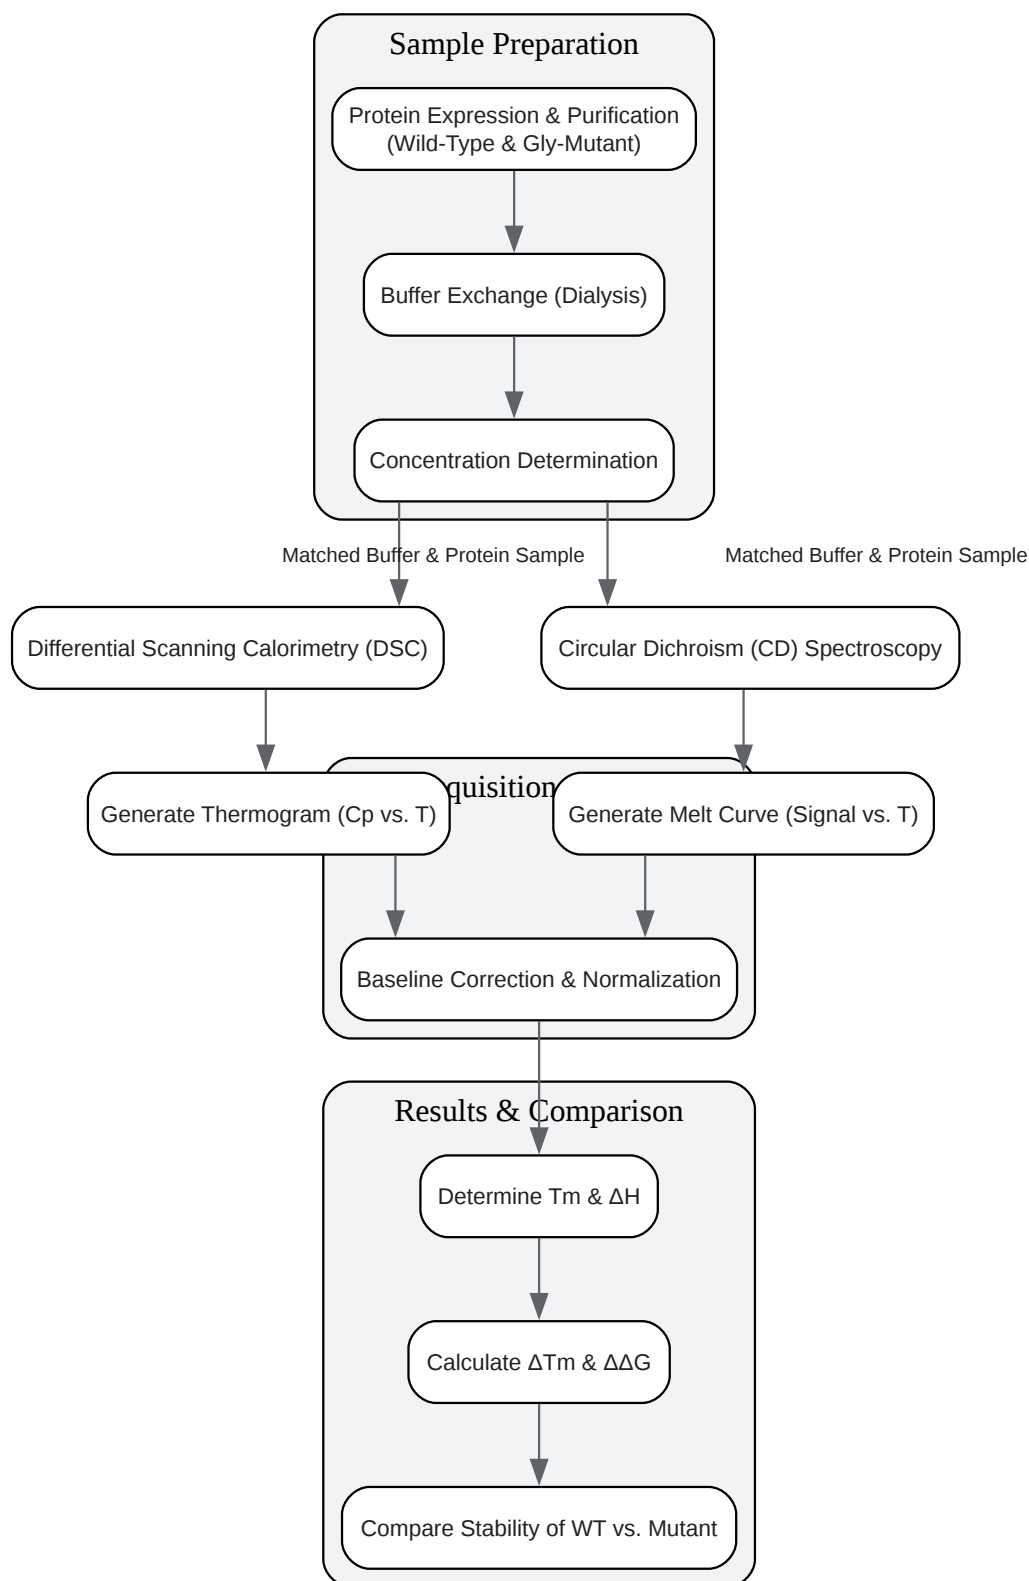 Sample Preparation
Protein Expression & Purification
(Wild-Type & Gly-Mutant)
Buffer Exchange (Dialysis)
Concentration Determination
Matched Buffer & Protein Sample
Matched Buffer & Protein Sample
Differential Scanning Calorimetry (DSC)
Circular Dichroism (CD) Spectroscopy
Generate Thermogram (Cp vs. T)
Generate Melt Curve (Signal vs. T)
Baseline Correction & Normalization
Results & Comparison
Determine Tm & ΔH
Calculate ΔTm & ΔΔG
Compare Stability of WT vs. Mutant